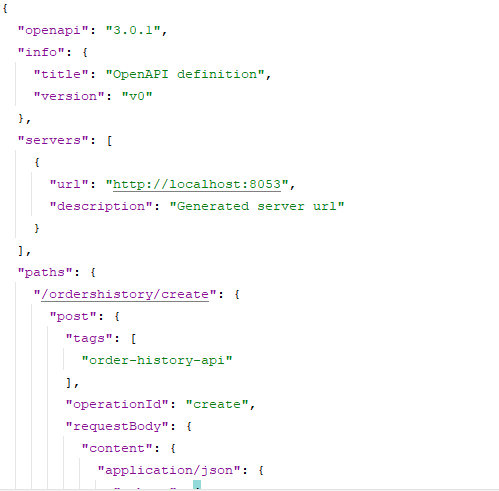 {
"openapi": "3.0.1",
"info": {
"title": "OpenAPI definition",
"version": "v0"
},
"servers": [
{
"url": "http://localhost:8053",
"description": "Generated server url"
}
],
"paths": {
"/ordershistory/create": {
"post": {
"tags": [
"order-history-api"
],
"operationId": "create",
"requestBody": {
"content": {
"application/json": {